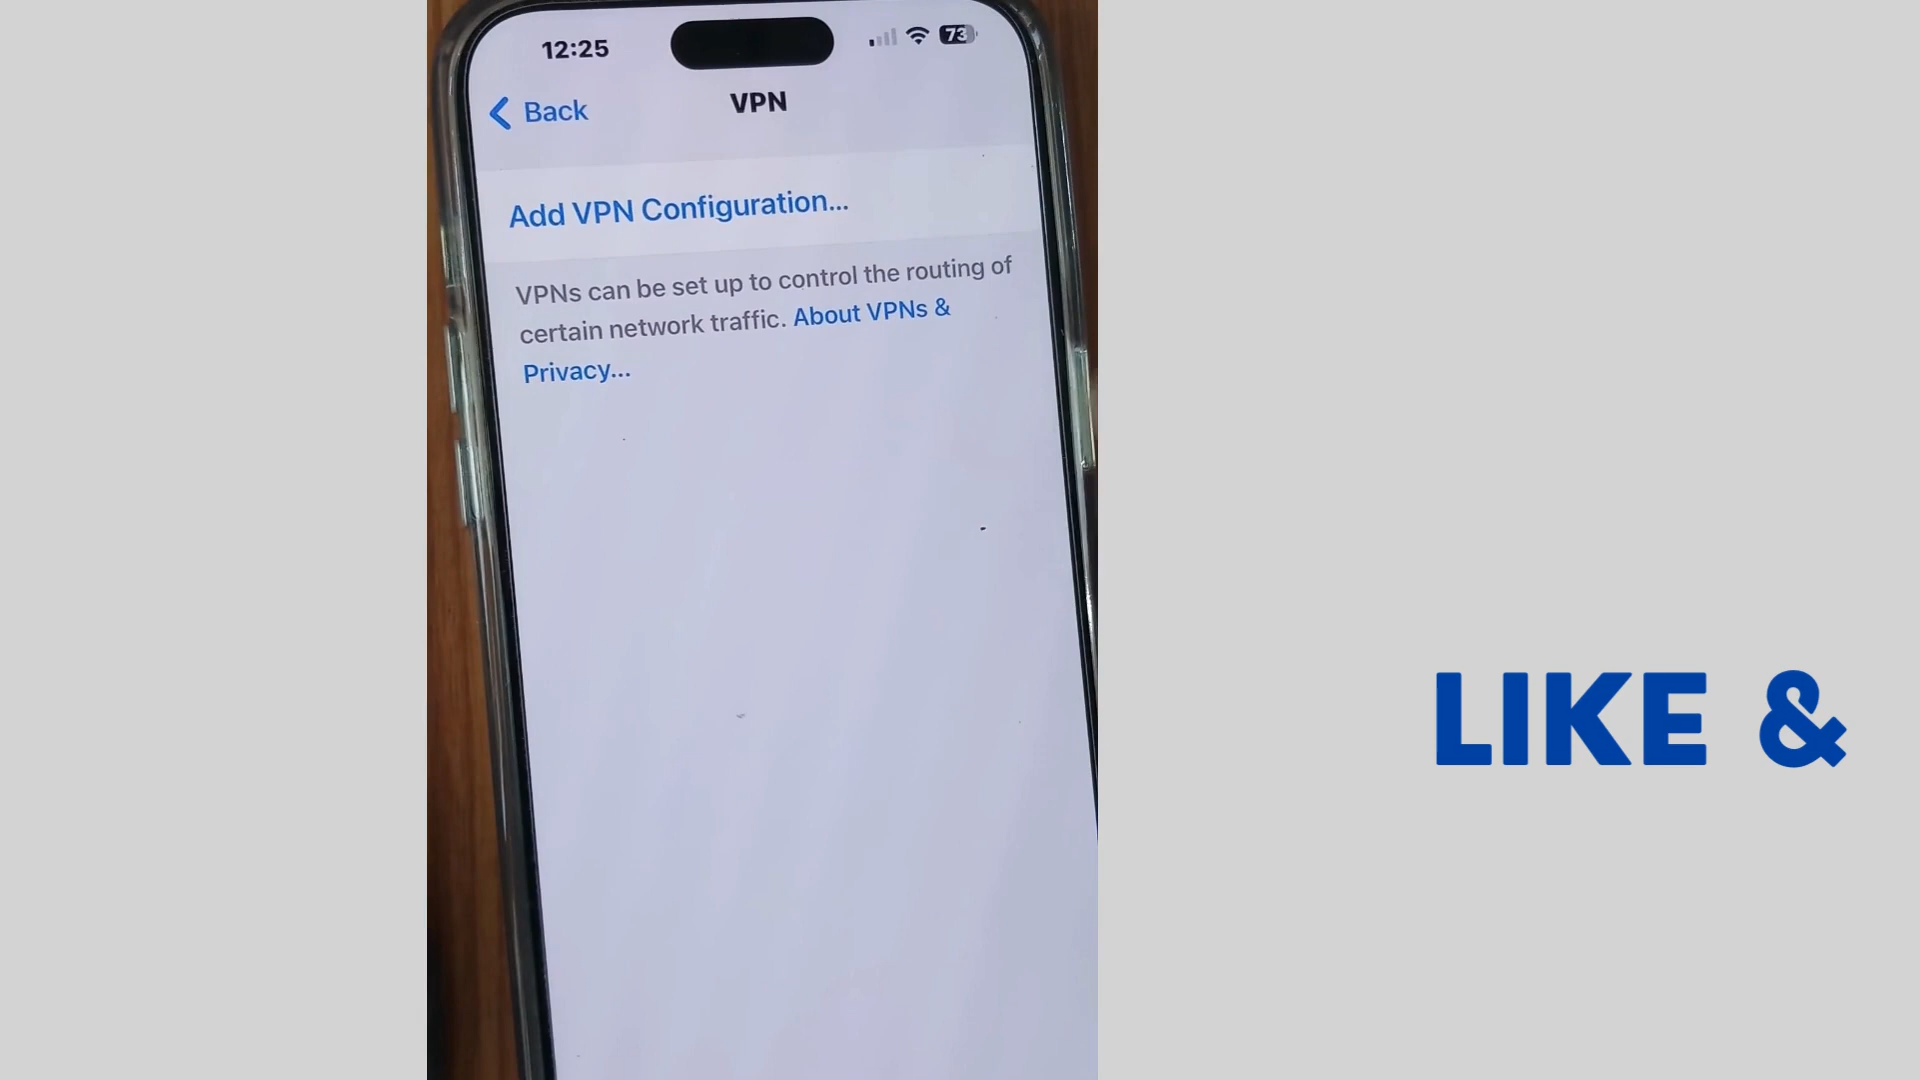 12:25
73
Back
VPN
Add VPN Configuration...
VPNs can be set up to control the routing of
certain network traffic. About VPNs &
Privacy...
LIKE &